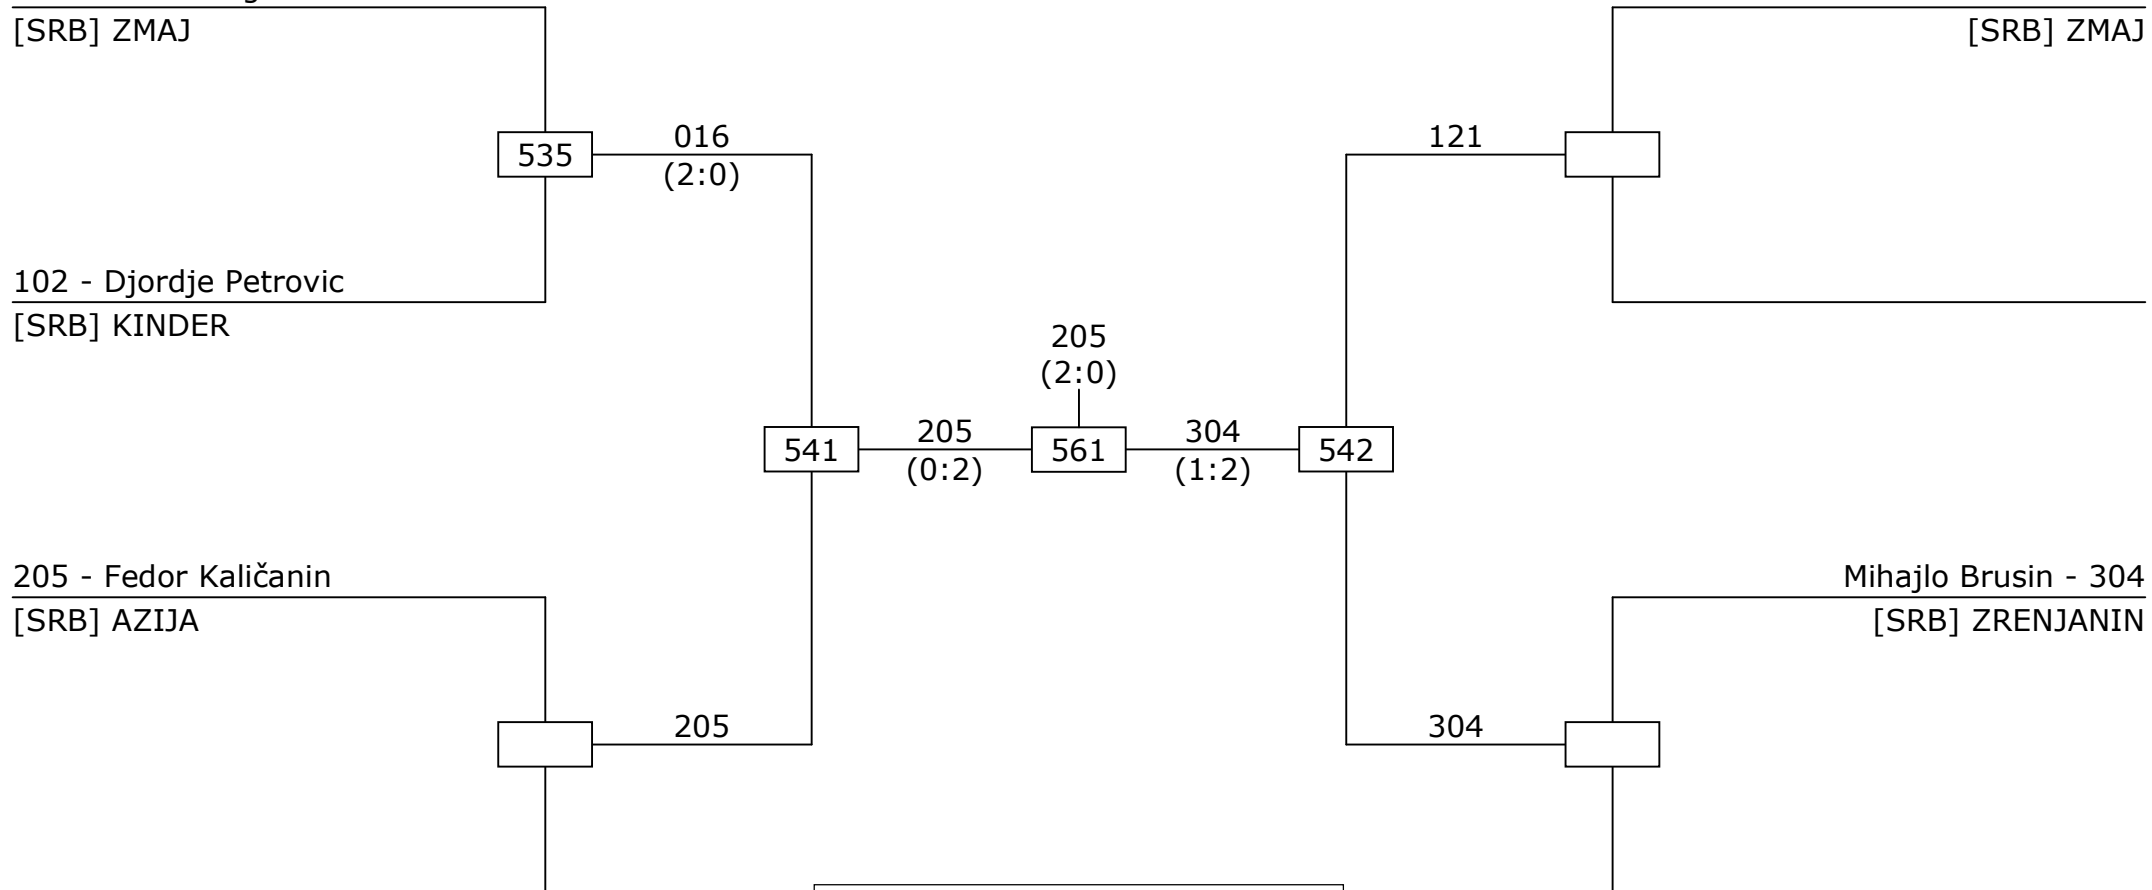 [SRB] ZMAJ
[SRB] ZMAJ
016
121
535
(2:0)
102 - Djordje Petrovic
[SRB] KINDER
205
(2:0)
205
304
541
561
542
(0:2)
(1:2)
205 - Fedor Kaličanin
Mihajlo Brusin - 304
[SRB] AZIJA
[SRB] ZRENJANIN
205
304